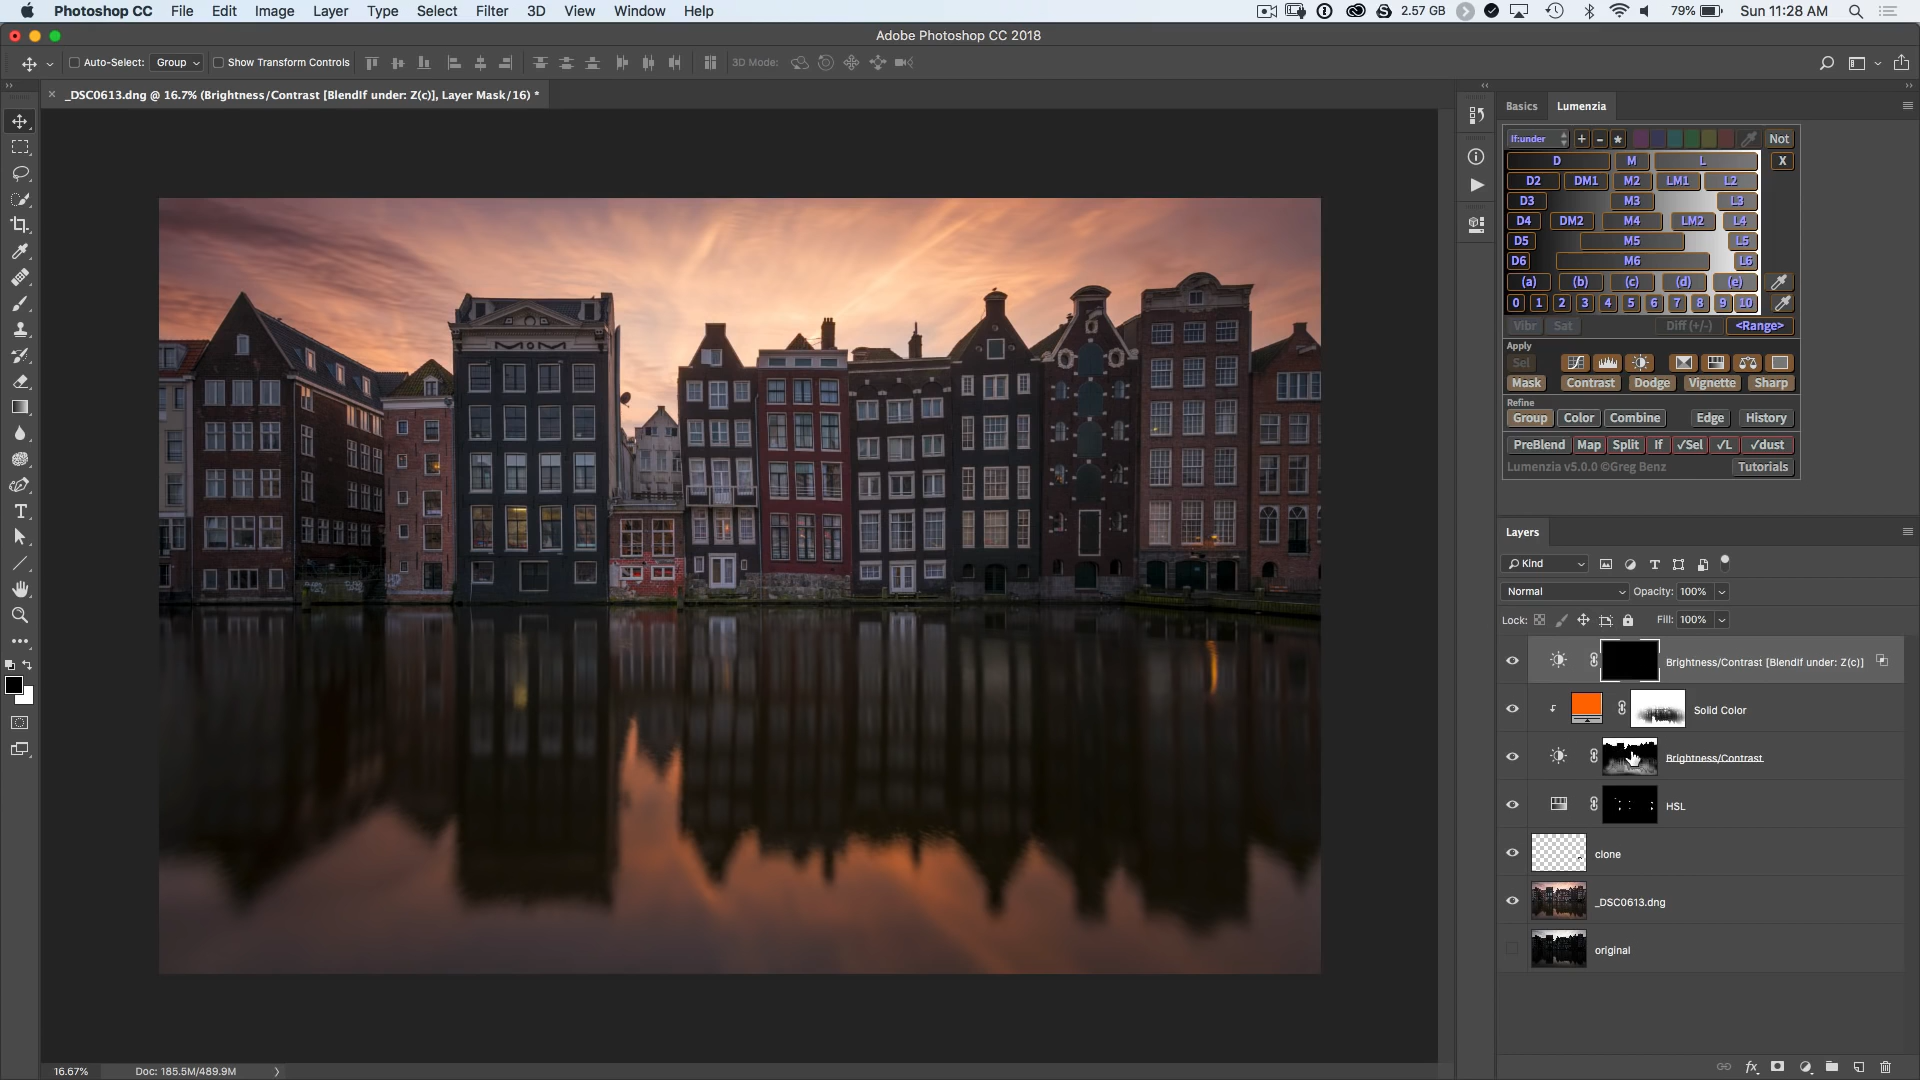 Photoshop CC File Edit Image Layer Type Select Filter 3D View Window Help 2.57 GB 79% Sun 11:28 AM
Adobe Photoshop CC 2018
Auto-Select: Group Show Transform Controls 3D Mode:
_DSC0613.dng @ 16.7% (Brightness/Contrast [BlendIf under: Z(c)], Layer Mask/16) *
Basics Lumenzia
If:under + - * Not
D M L X
D2 DM1 M2 LM1 L2
D3 M3 L3
D4 DM2 M4 LM2 L4
D5 M5 L5
D6 M6 L6
(a) (b) (c) (d) (e)
0 1 2 3 4 5 6 7 8 9 10
Vibr Sat Diff (+/-) <Range>
Apply
Sel
Mask Contrast Dodge Vignette Sharp
Refine
Group Color Combine Edge History
PreBlend Map Split If √Sel √L √dust
Lumenzia v5.0.0 ©Greg Benz Tutorials
Layers
Kind
Normal Opacity: 100%
Lock: Fill: 100%
Brightness/Contrast [BlendIf under: Z(c)]
Solid Color
Brightness/Contrast
HSL
clone
_DSC0613.dng
original
16.67% Doc: 185.5M/489.9M